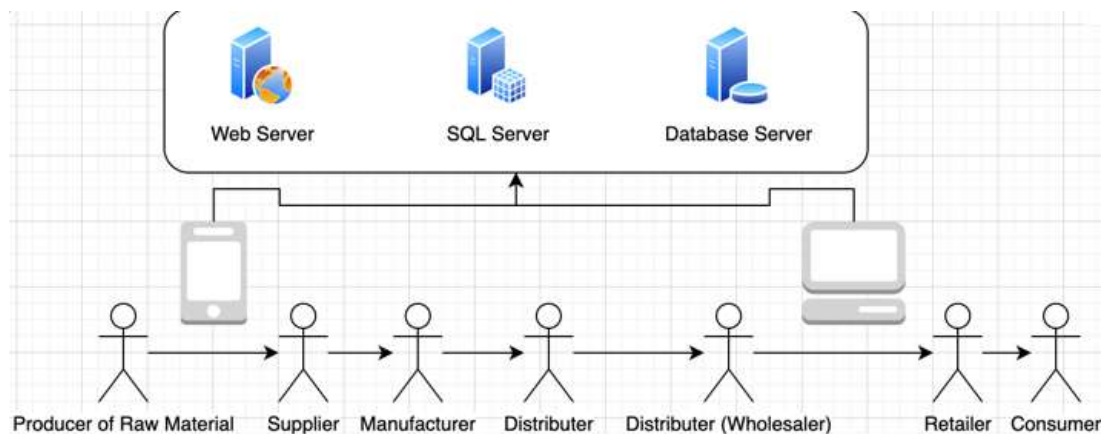 Web Server
SQL Server
Database Server
Producer of Raw Material
Supplier
Manufacturer
Distributer
Distributer (Wholesaler)
Retailer
Consumer